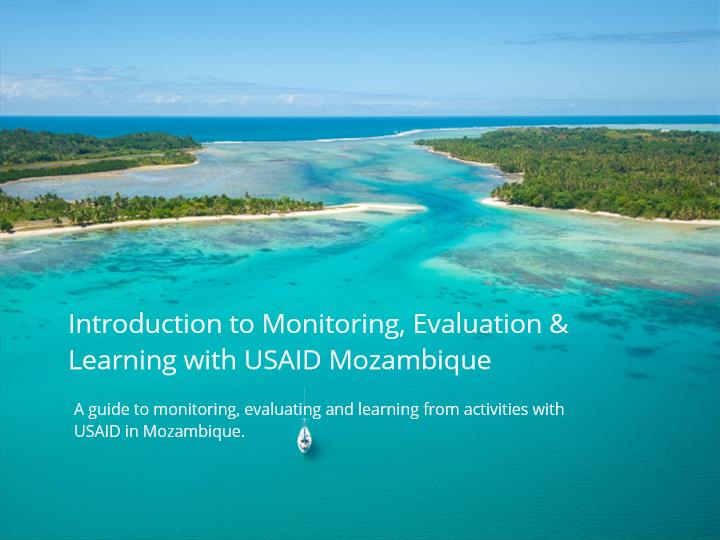 Introduction to Monitoring, Evaluation &
Learning with USAID Mozambique
A guide to monitoring, evaluating and learning from activities with
USAID in Mozambique.